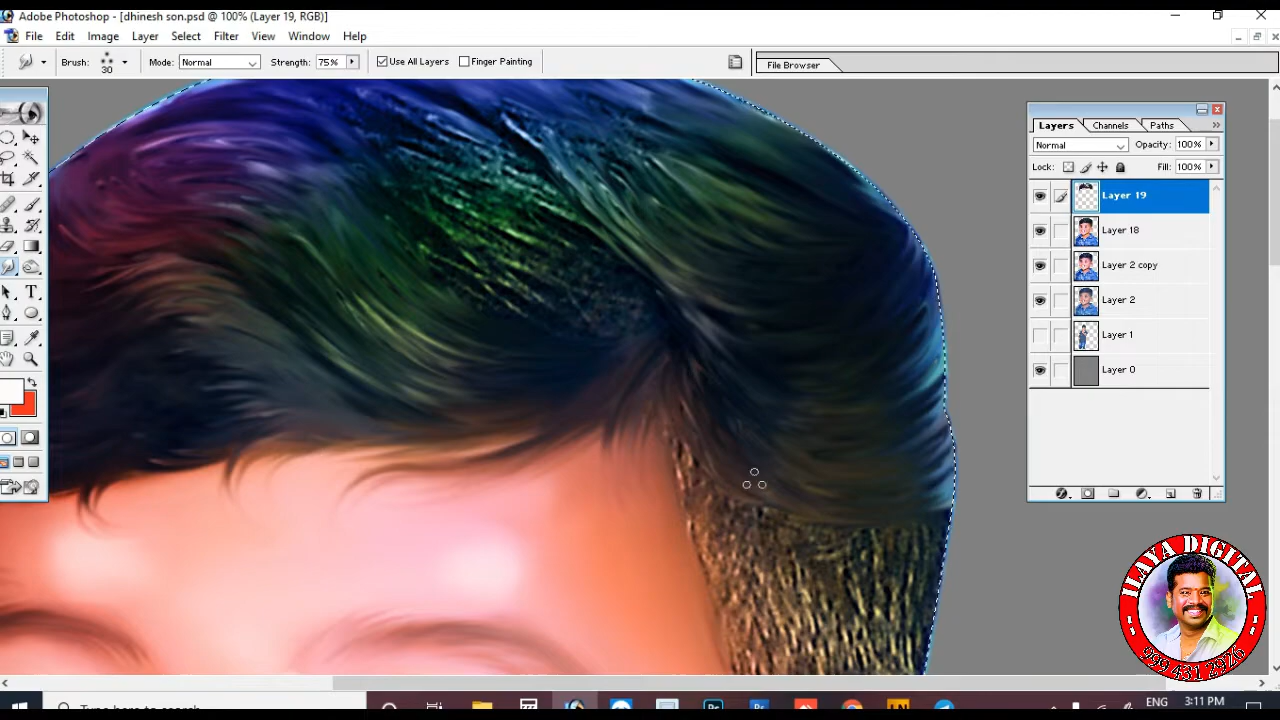 Adobe Photoshop - [dhinesh son.psd @ 100% (Layer 19, RGB)]
File Edit Image Layer Select Filter View Window Help
Brush: 30 Mode: Normal Strength: 75% Use All Layers Finger Painting File Browser
Layers Channels Paths
Normal Opacity: 100%
Lock: Fill: 100%
Layer 19
Layer 18
Layer 2 copy
Layer 2
Layer 1
Layer 0
ILAYA DIGITAL
999 431 2926
ENG 3:11 PM